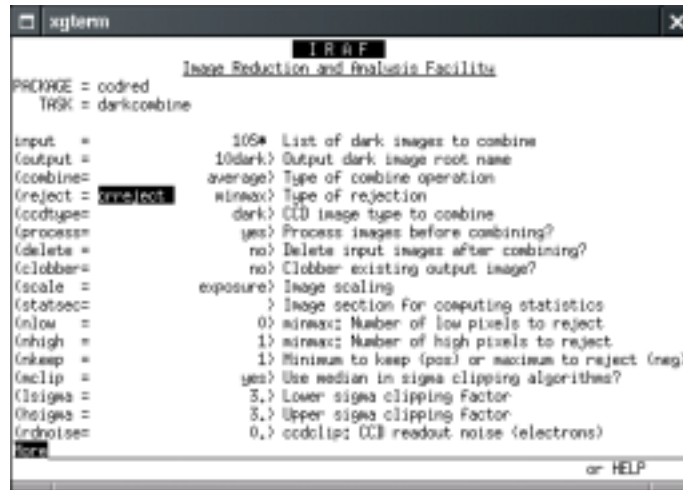 xgterm
I R A F
Image Reduction and Analysis Facility
PACKAGE = ccdred
TASK = darkcombine
input = 105* List of dark images to combine
(output = 10dark) Output dark image root name
(combine= average) Type of combine operation
(reject = crreject minmax) Type of rejection
(ccdtype= dark) CCD image type to combine
(process= yes) Process images before combining?
(delete = no) Delete input images after combining?
(clobber= no) Clobber existing output image?
(scale = exposure) Image scaling
(statsec= ) Image section for computing statistics
(nlow = 0) minmax: Number of low pixels to reject
(nhigh = 1) minmax: Number of high pixels to reject
(nkeep = 1) Minimum to keep (pos) or maximum to reject (neg)
(mclip = yes) Use median in sigma clipping algorithms?
(lsigma = 3.) Lower sigma clipping factor
(hsigma = 3.) Upper sigma clipping factor
(rdnoise= 0.) ccdclip: CCD readout noise (electrons)
More
or HELP